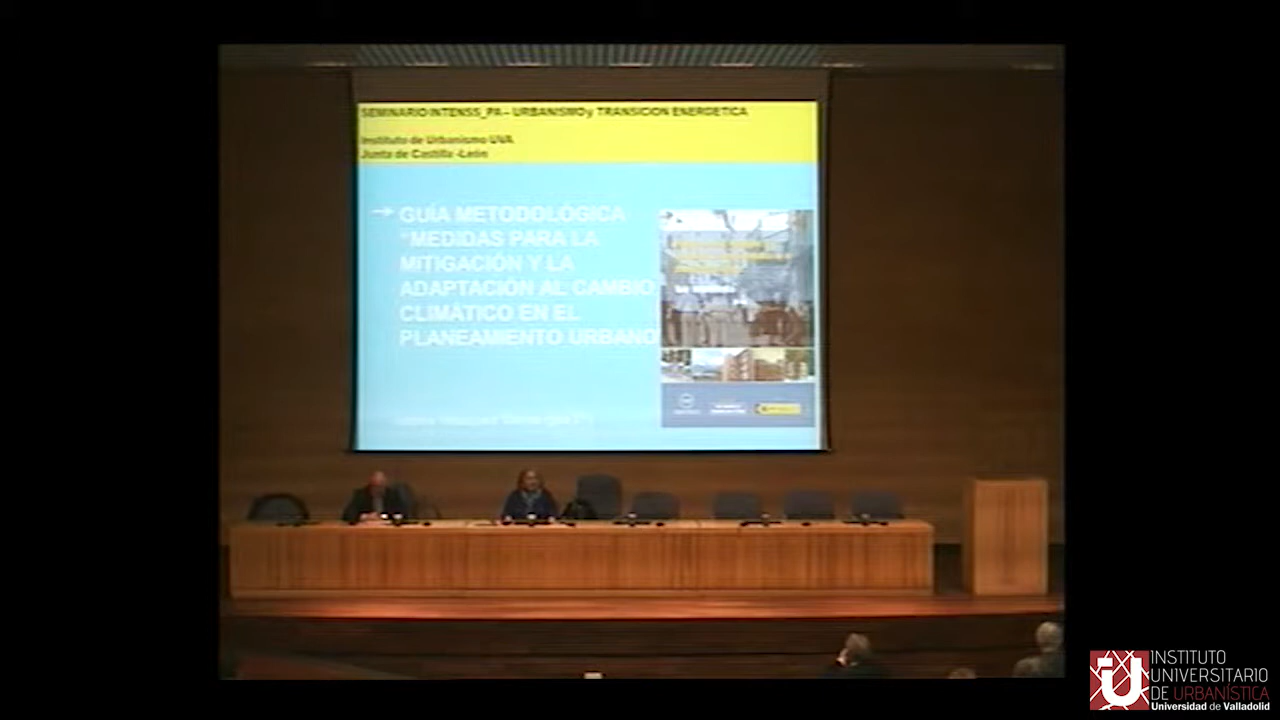 SEMINARIO INTENSS_PA – URBANISMO y TRANSICION ENERGETICA
Instituto de Urbanismo UVA
Junta de Castilla -León
→ GUÍA METODOLÓGICA
"MEDIDAS PARA LA
MITIGACIÓN Y LA
ADAPTACIÓN AL CAMBIO
CLIMÁTICO EN EL
PLANEAMIENTO URBANO
INSTITUTO
UNIVERSITARIO
DE URBANÍSTICA
Universidad de Valladolid